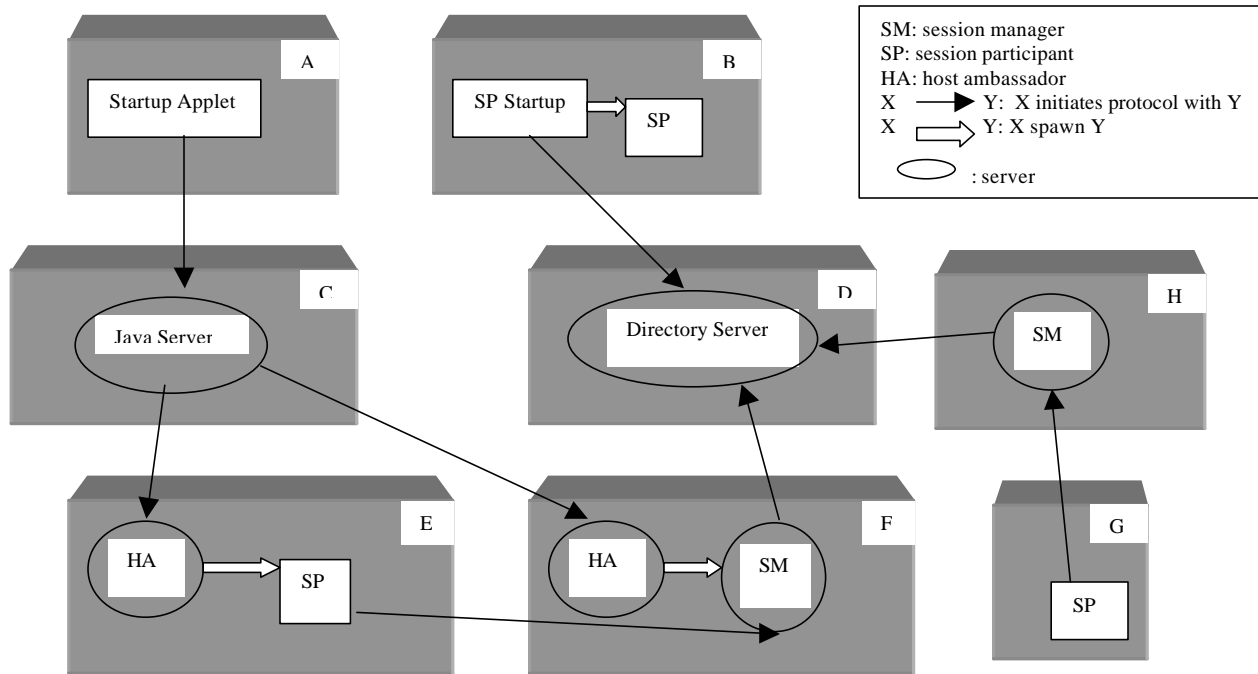 A
Startup Applet
B
SP Startup
SP
SM: session manager
SP: session participant
HA: host ambassador
X Y: X initiates protocol with Y
X Y: X spawn Y
: server
C
Java Server
D
Directory Server
H
SM
E
HA
SP
F
HA
SM
G
SP